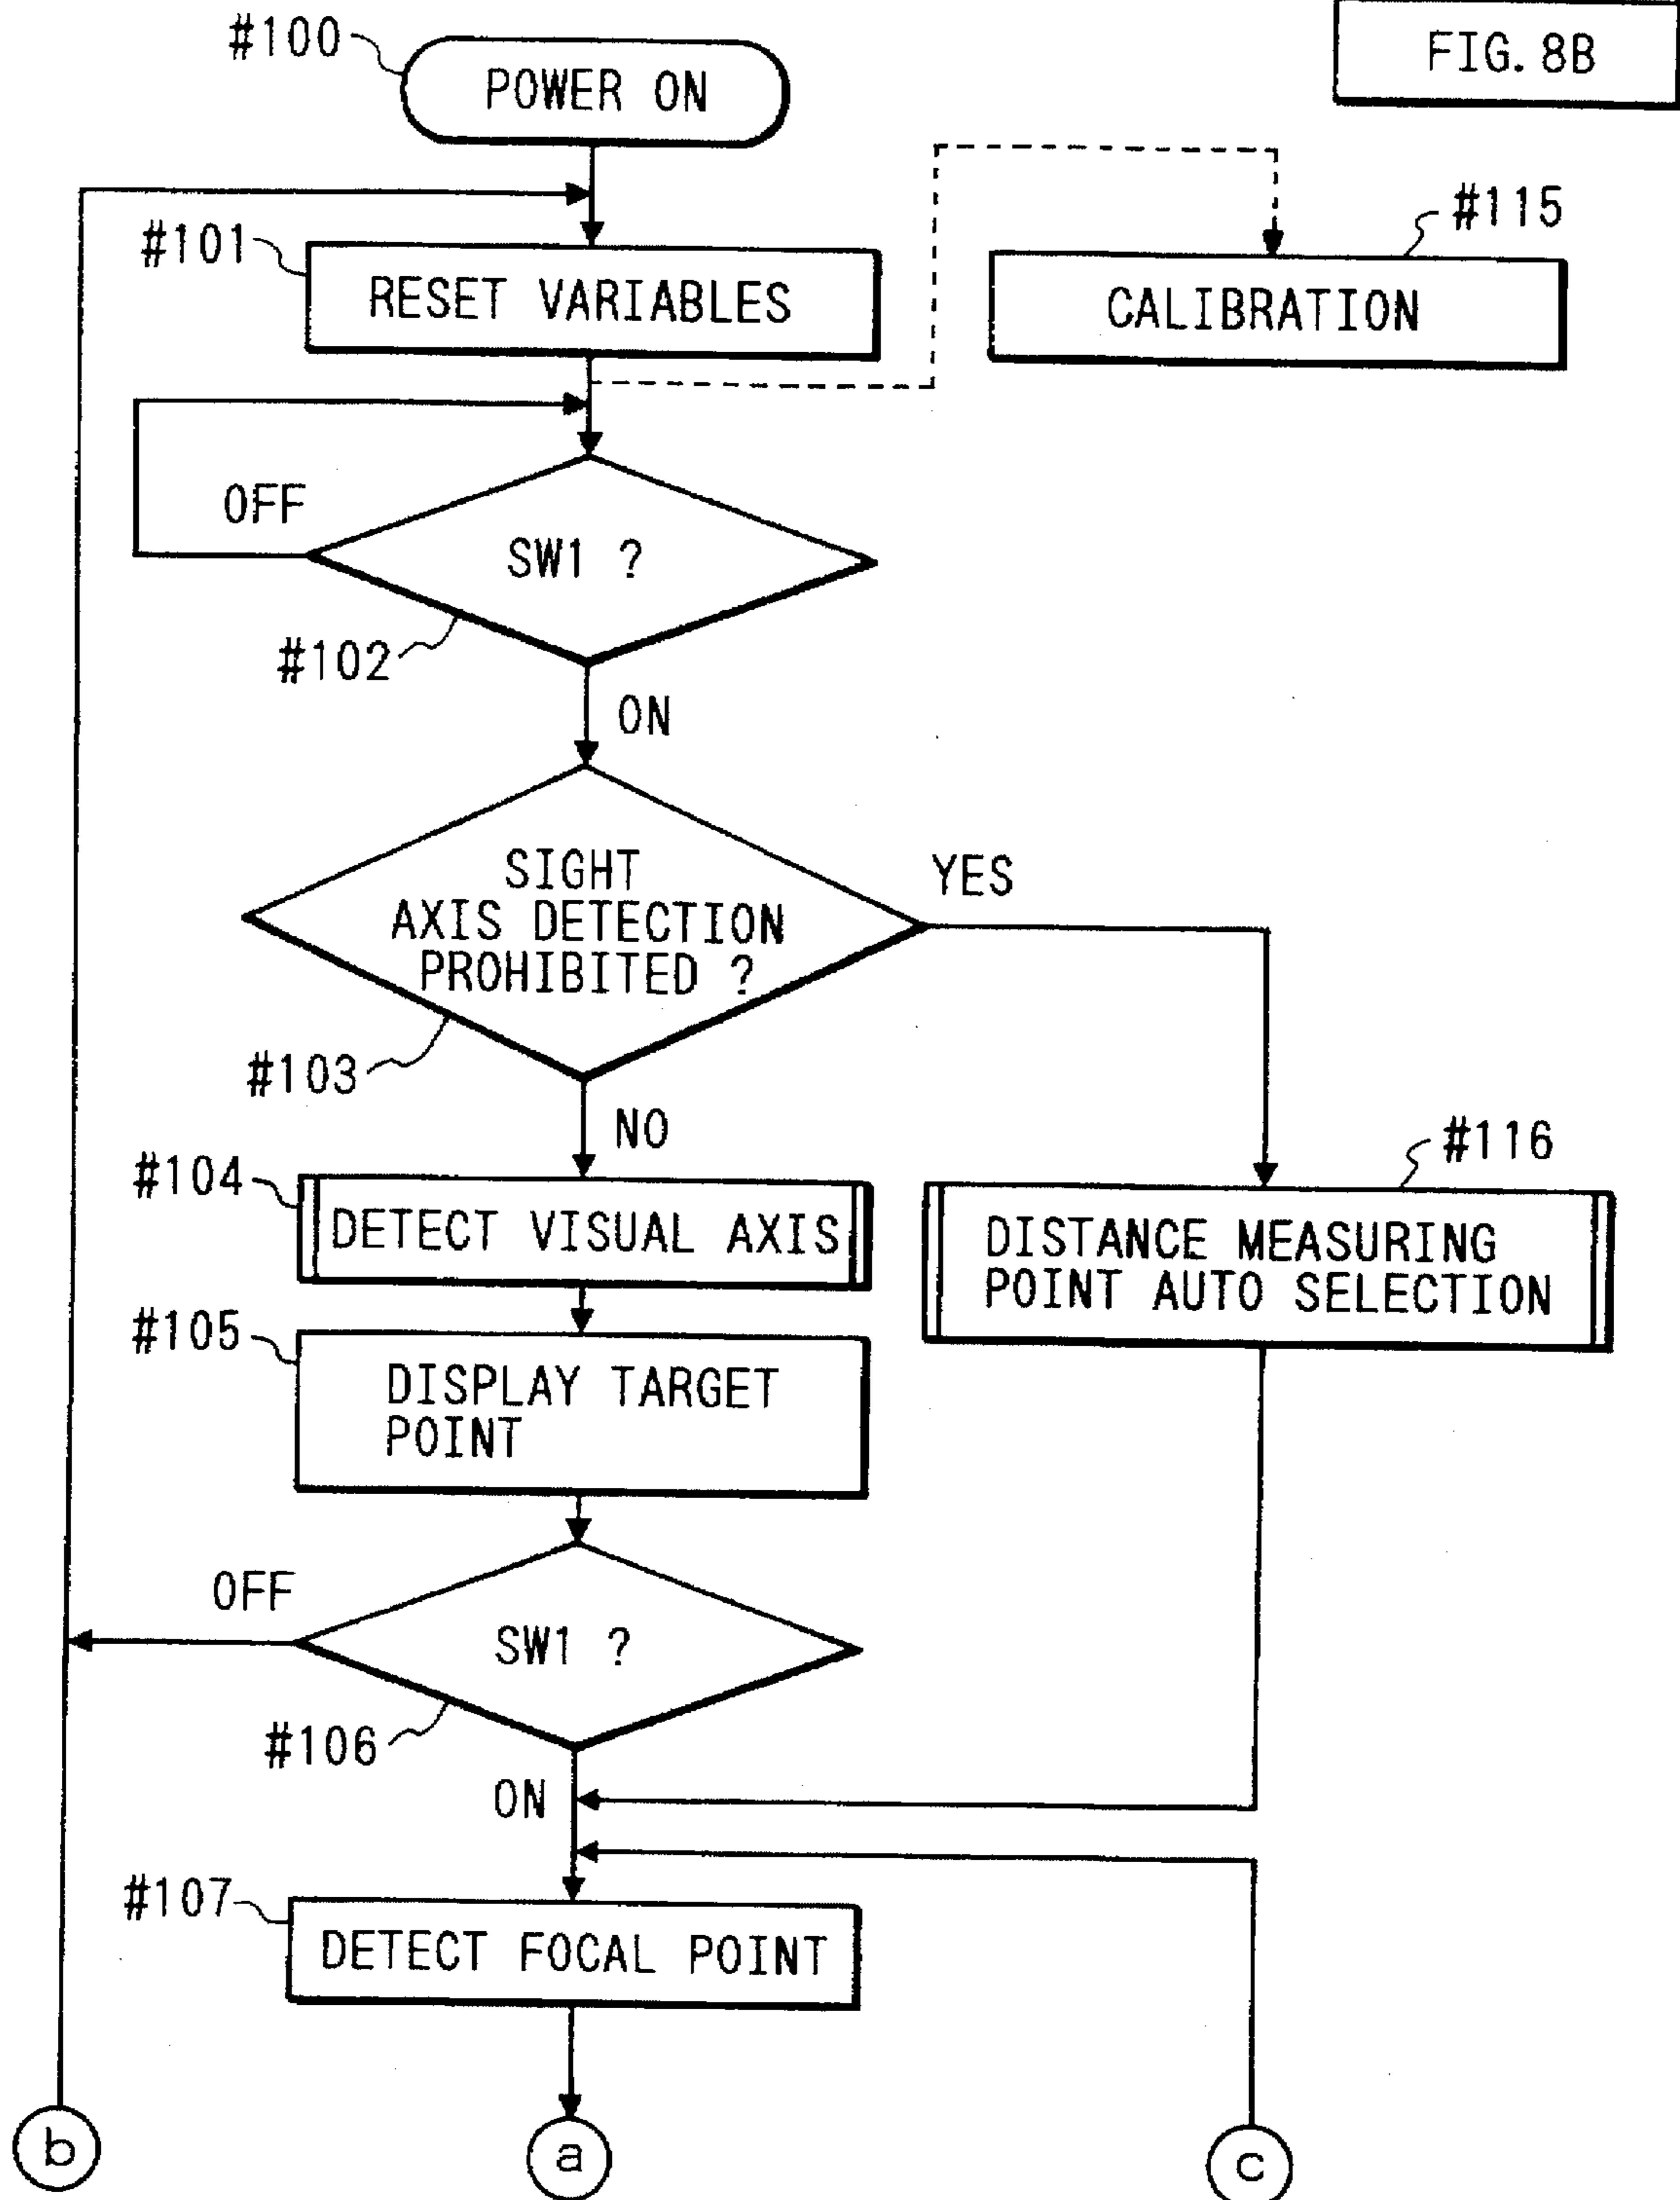 FIG. 8B
#100
POWER ON
#101
RESET VARIABLES
#115
CALIBRATION
OFF
SW1 ?
#102
ON
SIGHT
AXIS DETECTION
PROHIBITED ?
YES
#103
NO
#104
DETECT VISUAL AXIS
#116
DISTANCE MEASURING
POINT AUTO SELECTION
#105
DISPLAY TARGET
POINT
OFF
SW1 ?
#106
ON
#107
DETECT FOCAL POINT
b
a
c